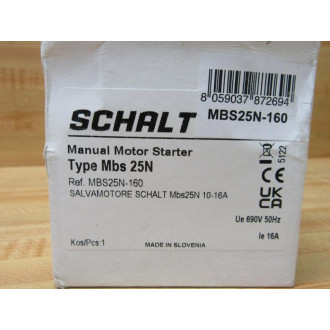 8 059037 872694
MBS25N-160
SCHALT
Manual Motor Starter
Type Mbs 25N
Ref. MBS25N-160
SALVAMOTORE SCHALT Mbs25N 10-16A
5122
CE
UK
CA
Ue 690V 50Hz
Ie 16A
Kos/Pcs:1
MADE IN SLOVENIA